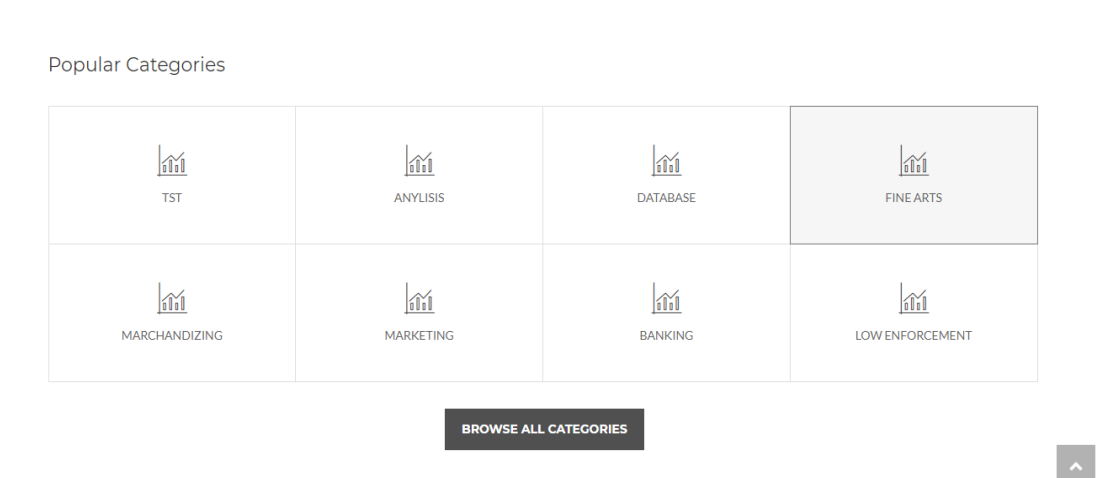 Popular Categories
TST
ANYLISIS
DATABASE
FINE ARTS
MARCHANDIZING
MARKETING
BANKING
LOW ENFORCEMENT
BROWSE ALL CATEGORIES